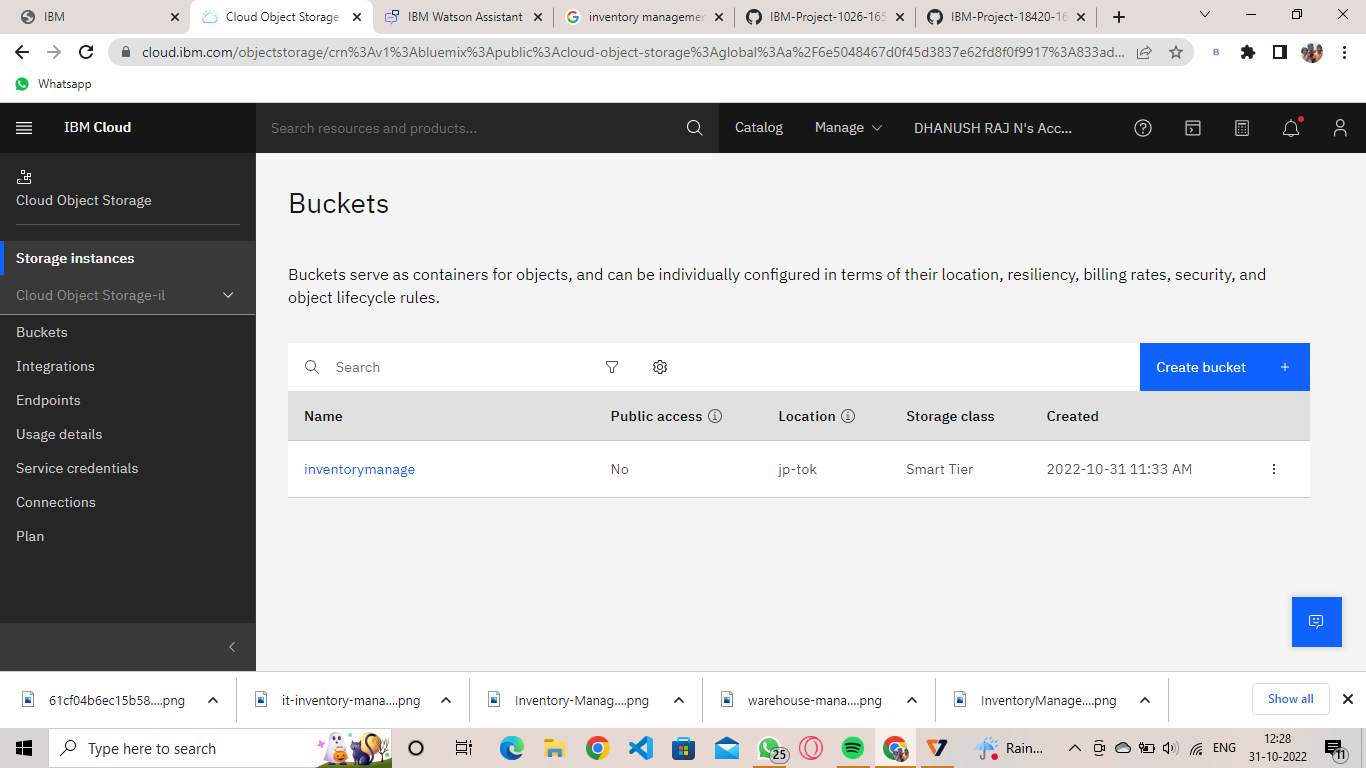 IBM
Cloud Object Storage
IBM Watson Assistant
inventory managemer
IBM-Project-1026-165
IBM-Project-18420-16
cloud.ibm.com/objectstorage/crn%3Av1%3Abluemix%3Apublic%3Acloud-object-storage%3Aglobal%3Aa%2F6e5048467d0f45d3837e62fd8f0f9917%3A833ad...
B
Whatsapp
IBM Cloud
Search resources and products...
Catalog
Manage
DHANUSH RAJ N's Acc...
Cloud Object Storage
Storage instances
Cloud Object Storage-il
Buckets
Integrations
Endpoints
Usage details
Service credentials
Connections
Plan
Buckets
Buckets serve as containers for objects, and can be individually configured in terms of their location, resiliency, billing rates, security, and
object lifecycle rules.
Search
Create bucket +
Name Public access Location Storage class Created
inventorymanage No jp-tok Smart Tier 2022-10-31 11:33 AM
61cf04b6ec15b58....png
it-inventory-mana....png
Inventory-Manag....png
warehouse-mana....png
InventoryManage....png
Show all
Type here to search
25
Rain...
ENG
12:28
31-10-2022
11